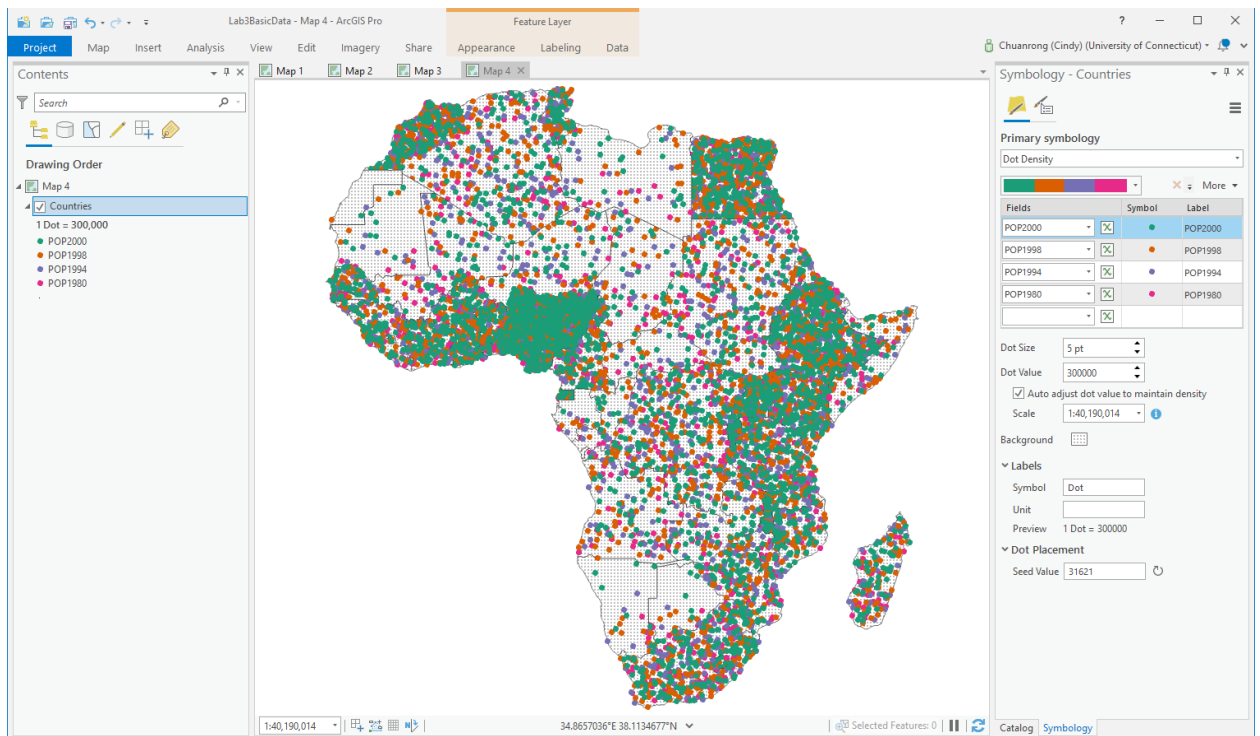 Lab3BasicData - Map 4 - ArcGIS Pro
Feature Layer
?
Project Map Insert Analysis View Edit Imagery Share Appearance Labeling Data
Chuanrong (Cindy) (University of Connecticut)
Contents
Map 1 Map 2 Map 3 Map 4
Symbology - Countries
Search
Drawing Order
Map 4
Countries
1 Dot = 300,000
POP2000
POP1998
POP1994
POP1980
Primary symbology
Dot Density
More
Fields Symbol Label
POP2000 POP2000
POP1998 POP1998
POP1994 POP1994
POP1980 POP1980
Dot Size 5 pt
Dot Value 300000
Auto adjust dot value to maintain density
Scale 1:40,190,014
Background
Labels
Symbol Dot
Unit
Preview 1 Dot = 300000
Dot Placement
Seed Value 31621
1:40,190,014
34.8657036°E 38.1134677°N
Selected Features: 0
Catalog Symbology